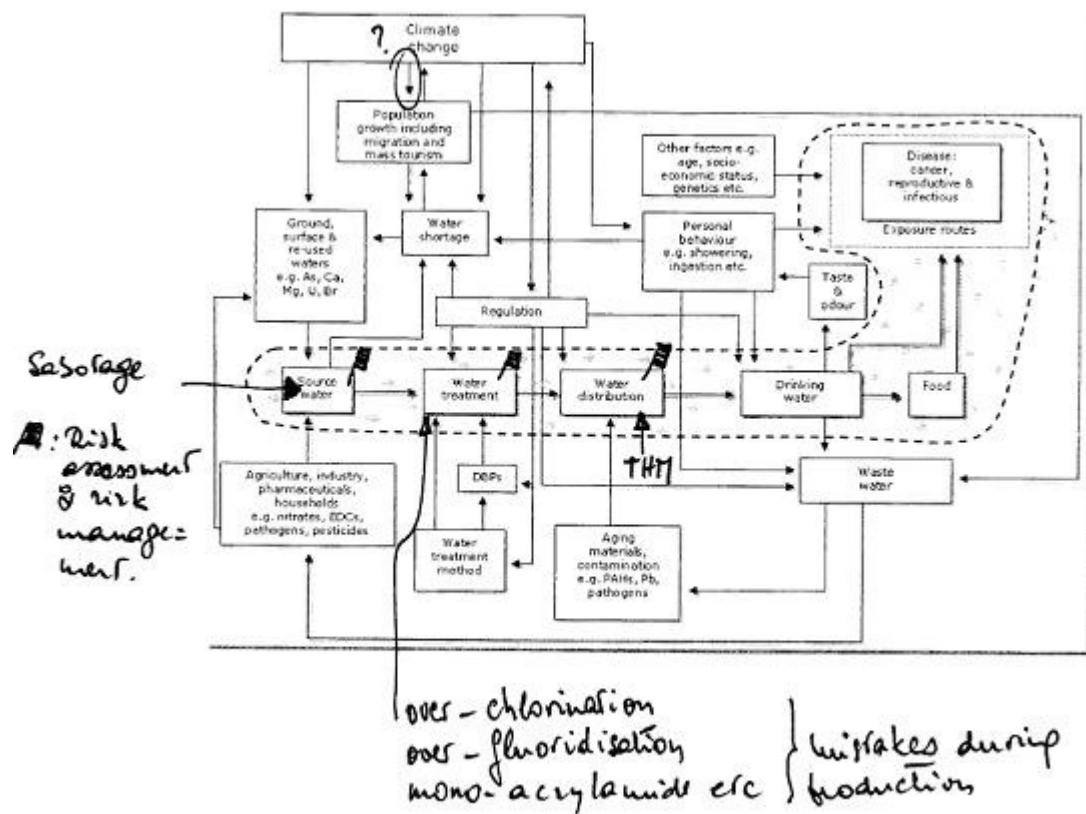 Climate
change
?
Population
growth including
migration and
mass tourism
Other factors e.g.
age, socio-
economic status,
genetics etc.
Disease:
cancer,
reproductive &
infectious
Exposure routes
Ground,
surface &
re-used
waters
e.g. As, Ca,
Mg, U, Br
Water
shortage
Personal
behaviour
e.g. showering,
ingestion etc.
Taste
&
odour
Regulation
Sabotage
Source
water
Water
treatment
Water
distribution
Drinking
water
Food
: Risk
assessment
& risk
manage=
ment.
THM
Agriculture, industry,
pharmaceuticals,
households
e.g. nitrates, EDCs,
pathogens, pesticides
DBPs
Water
treatment
method
Aging
materials,
contamination
e.g. PAHs, Pb,
pathogens
Waste
water
over-chlorination
over-fluoridisation
mono-acrylamide etc
mistakes during
production